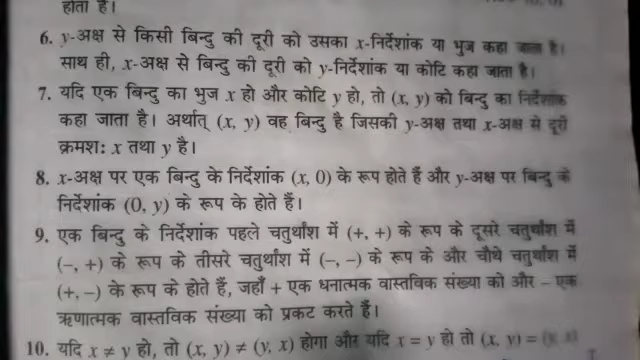 होता है।
6. y-अक्ष से किसी बिन्दु की दूरी को उसका x-निर्देशांक या भुज कहा जाता है।
साथ ही, x-अक्ष से बिन्दु की दूरी को y-निर्देशांक या कोटि कहा जाता है।
7. यदि एक बिन्दु का भुज x हो और कोटि y हो, तो (x, y) को बिन्दु का निर्देशांक
कहा जाता है। अर्थात् (x, y) वह बिन्दु है जिसकी y-अक्ष तथा x-अक्ष से दूरी
क्रमशः x तथा y है।
8. x-अक्ष पर एक बिन्दु के निर्देशांक (x, 0) के रूप होते हैं और y-अक्ष पर बिन्दु के
निर्देशांक (0, y) के रूप के होते हैं।
9. एक बिन्दु के निर्देशांक पहले चतुर्थांश में (+, +) के रूप के दूसरे चतुर्थांश में
(–, +) के रूप के तीसरे चतुर्थांश में (–, –) के रूप के और चौथे चतुर्थांश में
(+, –) के रूप के होते हैं, जहाँ + एक धनात्मक वास्तविक संख्या को और – एक
ऋणात्मक वास्तविक संख्या को प्रकट करते हैं।
10. यदि x ≠ y हो, तो (x, y) ≠ (y, x) होगा और यदि x = y हो तो (x, y) =